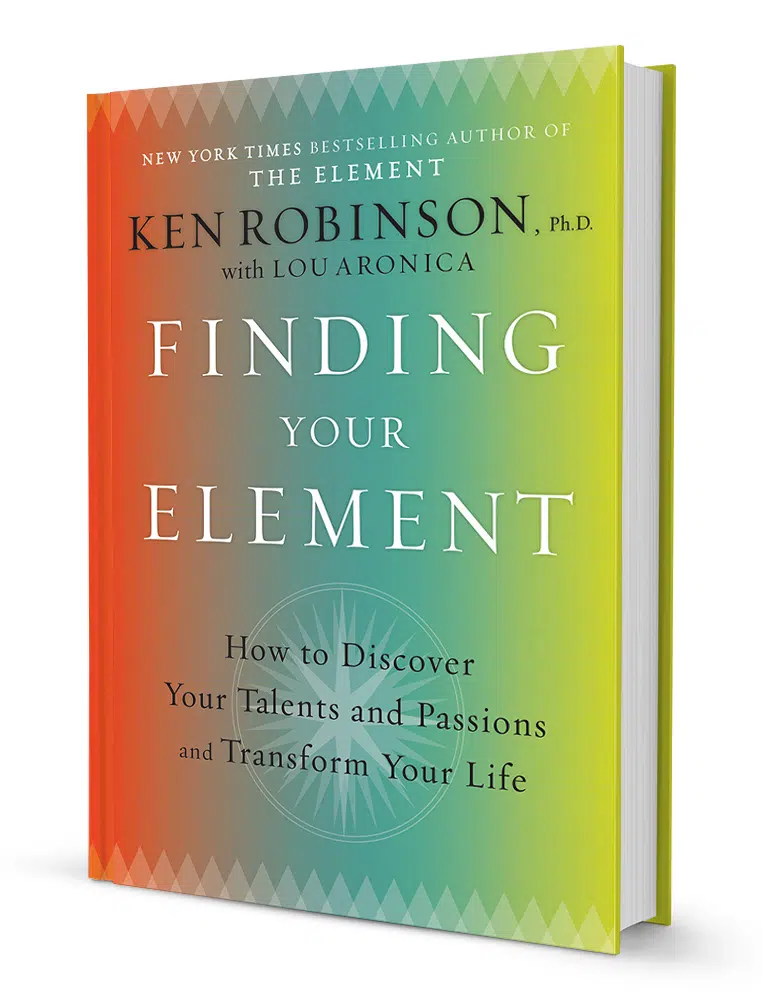 NEW YORK TIMES BESTSELLING AUTHOR OF
THE ELEMENT
KEN ROBINSON, Ph.D.
with LOU ARONICA
FINDING
YOUR
ELEMENT
How to Discover
Your Talents and Passions
and Transform Your Life